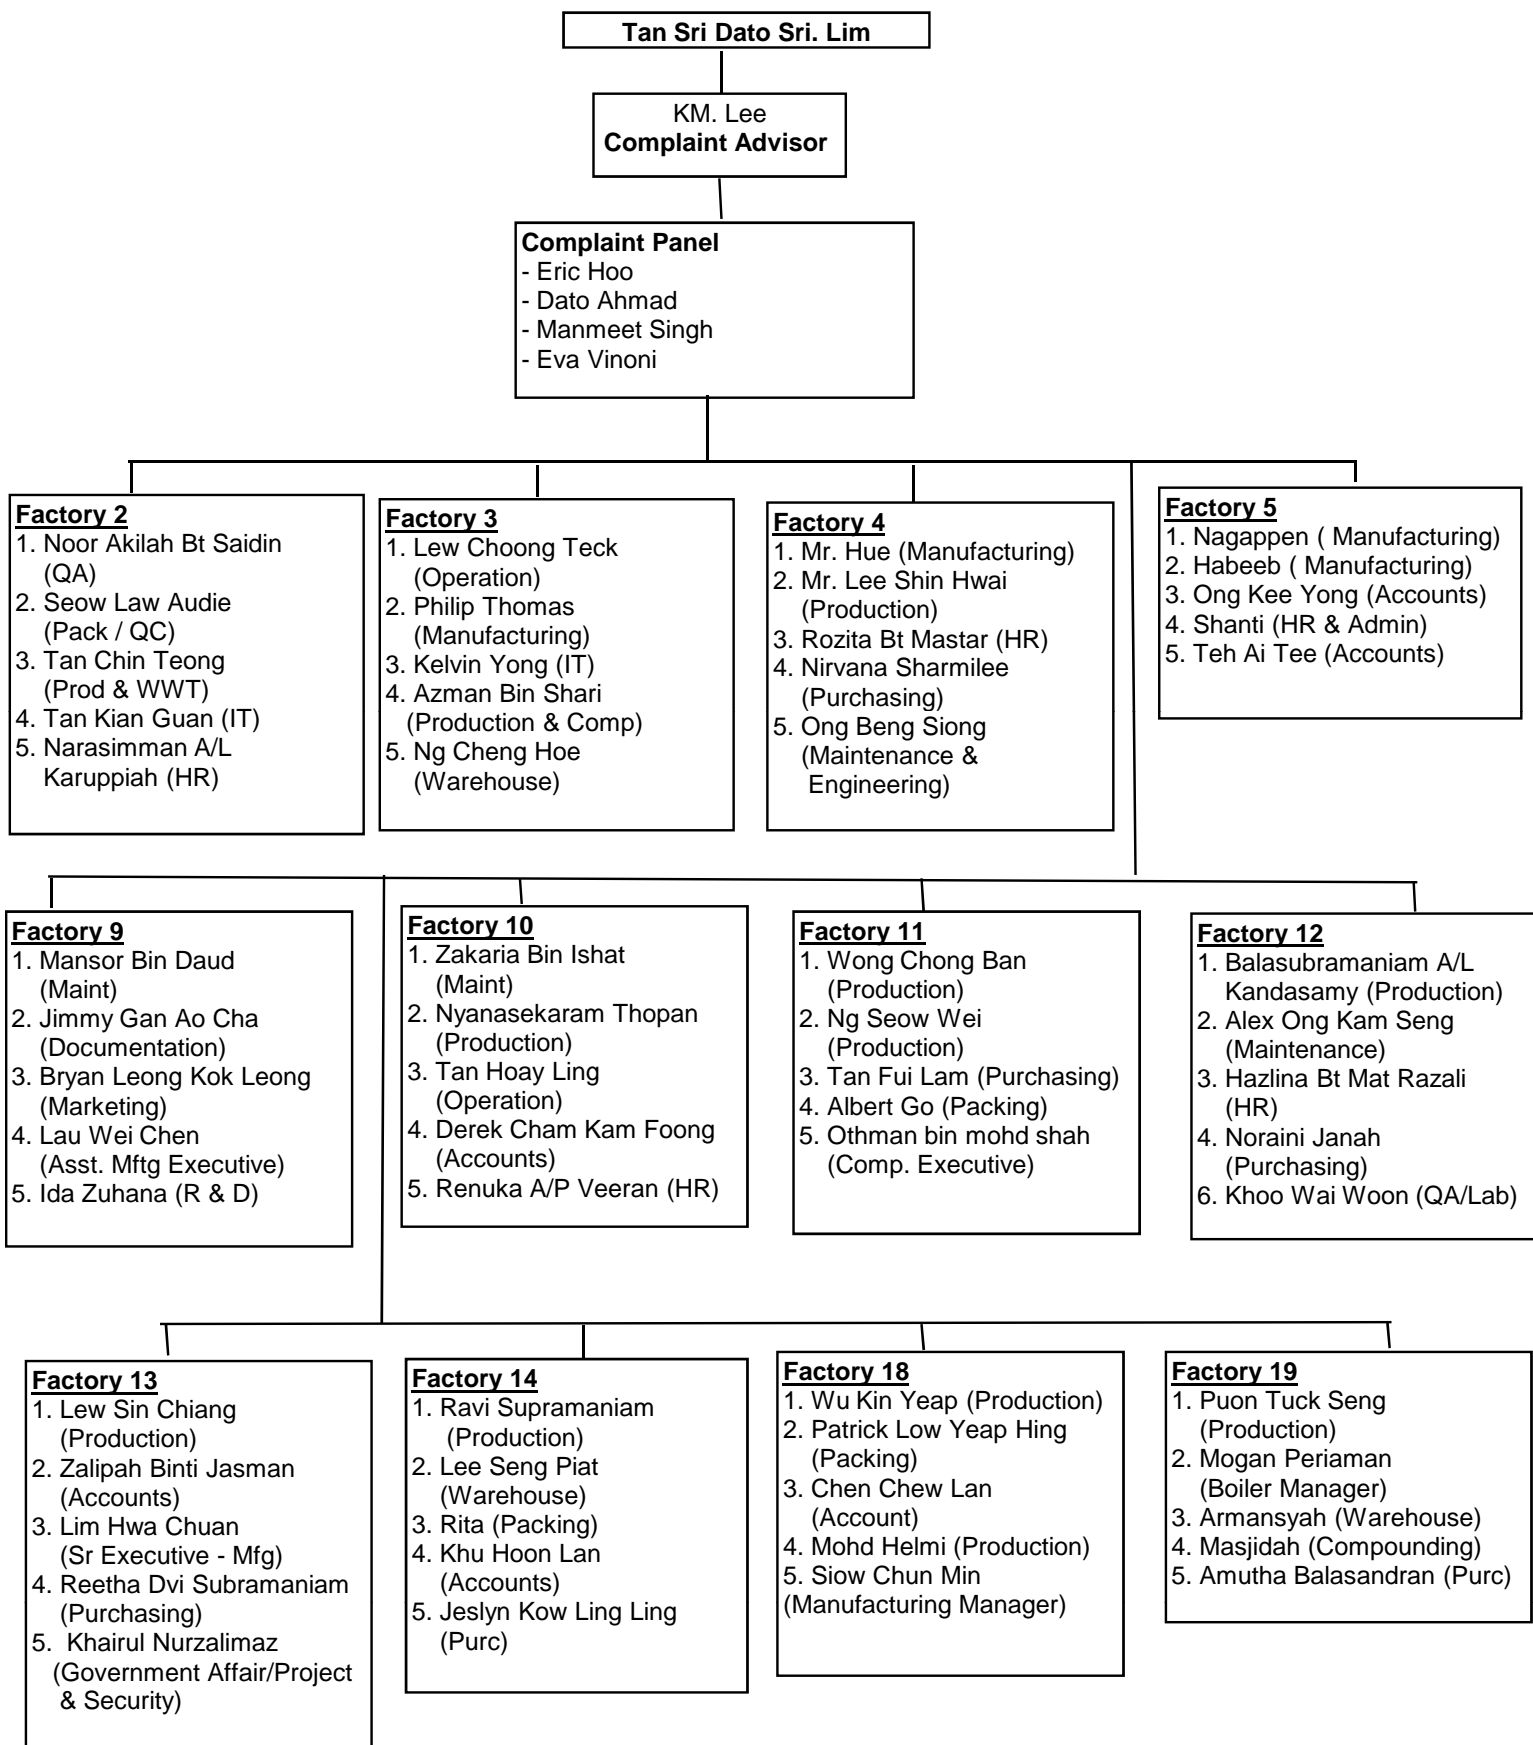 Tan Sri Dato Sri. Lim
KM. Lee
Complaint Advisor
Complaint Panel
- Eric Hoo
- Dato Ahmad
- Manmeet Singh
- Eva Vinoni
Factory 2
1. Noor Akilah Bt Saidin
(QA)
2. Seow Law Audie
(Pack / QC)
3. Tan Chin Teong
(Prod & WWT)
4. Tan Kian Guan (IT)
5. Narasimman A/L
Karuppiah (HR)
Factory 3
1. Lew Choong Teck
(Operation)
2. Philip Thomas
(Manufacturing)
3. Kelvin Yong (IT)
4. Azman Bin Shari
(Production & Comp)
5. Ng Cheng Hoe
(Warehouse)
Factory 4
1. Mr. Hue (Manufacturing)
2. Mr. Lee Shin Hwai
(Production)
3. Rozita Bt Mastar (HR)
4. Nirvana Sharmilee
(Purchasing)
5. Ong Beng Siong
(Maintenance &
Engineering)
Factory 5
1. Nagappen ( Manufacturing)
2. Habeeb ( Manufacturing)
3. Ong Kee Yong (Accounts)
4. Shanti (HR & Admin)
5. Teh Ai Tee (Accounts)
Factory 9
1. Mansor Bin Daud
(Maint)
2. Jimmy Gan Ao Cha
(Documentation)
3. Bryan Leong Kok Leong
(Marketing)
4. Lau Wei Chen
(Asst. Mftg Executive)
5. Ida Zuhana (R & D)
Factory 10
1. Zakaria Bin Ishat
(Maint)
2. Nyanasekaram Thopan
(Production)
3. Tan Hoay Ling
(Operation)
4. Derek Cham Kam Foong
(Accounts)
5. Renuka A/P Veeran (HR)
Factory 11
1. Wong Chong Ban
(Production)
2. Ng Seow Wei
(Production)
3. Tan Fui Lam (Purchasing)
4. Albert Go (Packing)
5. Othman bin mohd shah
(Comp. Executive)
Factory 12
1. Balasubramaniam A/L
Kandasamy (Production)
2. Alex Ong Kam Seng
(Maintenance)
3. Hazlina Bt Mat Razali
(HR)
4. Noraini Janah
(Purchasing)
6. Khoo Wai Woon (QA/Lab)
Factory 13
1. Lew Sin Chiang
(Production)
2. Zalipah Binti Jasman
(Accounts)
3. Lim Hwa Chuan
(Sr Executive - Mfg)
4. Reetha Dvi Subramaniam
(Purchasing)
5. Khairul Nurzalimaz
(Government Affair/Project
& Security)
Factory 14
1. Ravi Supramaniam
(Production)
2. Lee Seng Piat
(Warehouse)
3. Rita (Packing)
4. Khu Hoon Lan
(Accounts)
5. Jeslyn Kow Ling Ling
(Purc)
Factory 18
1. Wu Kin Yeap (Production)
2. Patrick Low Yeap Hing
(Packing)
3. Chen Chew Lan
(Account)
4. Mohd Helmi (Production)
5. Siow Chun Min
(Manufacturing Manager)
Factory 19
1. Puon Tuck Seng
(Production)
2. Mogan Periaman
(Boiler Manager)
3. Armansyah (Warehouse)
4. Masjidah (Compounding)
5. Amutha Balasandran (Purc)